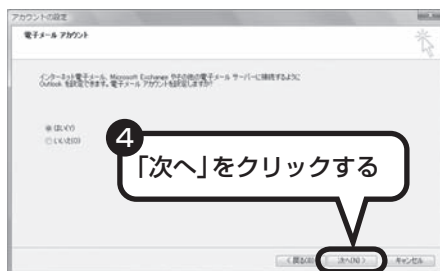 アカウントの設定
電子メール アカウント
インターネット電子メール、Microsoft Exchange やその他の電子メール サーバーに接続するように
Outlook を設定できます。電子メール アカウントを設定しますか?
はい(Y)
いいえ(O)
4
「次へ」をクリックする
< 戻る(B)
次へ(N) >
キャンセル